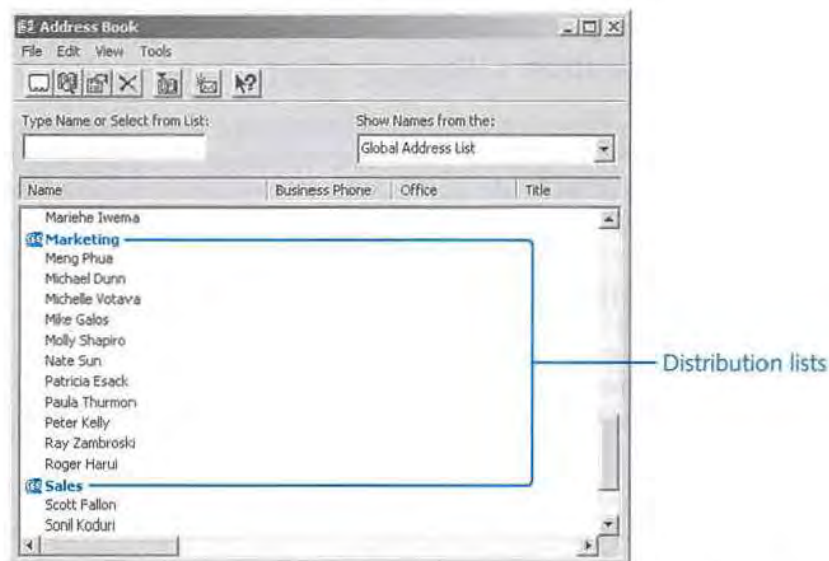 Address Book
File Edit View Tools
Type Name or Select from List:
Show Names from the:
Global Address List
Name Business Phone Office Title
Mariehe Iwema
Marketing
Meng Phua
Michael Dunn
Michelle Votava
Mike Galos
Molly Shapiro
Nate Sun
Patricia Esack
Paula Thurmon
Peter Kelly
Ray Zambroski
Roger Harui
Sales
Scott Fallon
Sonil Koduri
Distribution lists